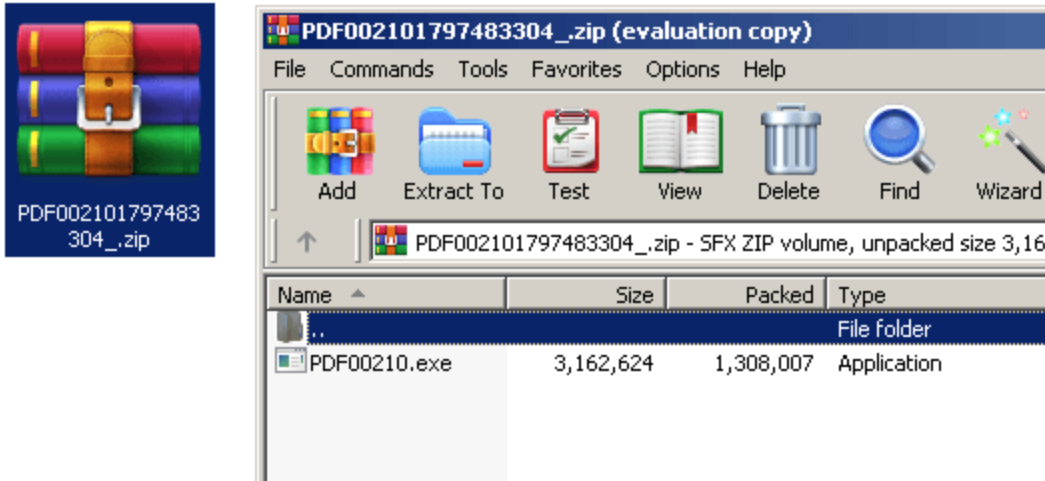 PDF002101797483
304_.zip
PDF002101797483304_.zip (evaluation copy)
File Commands Tools Favorites Options Help
Add Extract To Test View Delete Find Wizard
PDF002101797483304_.zip - SFX ZIP volume, unpacked size 3,16
Name Size Packed Type
.. File folder
PDF00210.exe 3,162,624 1,308,007 Application